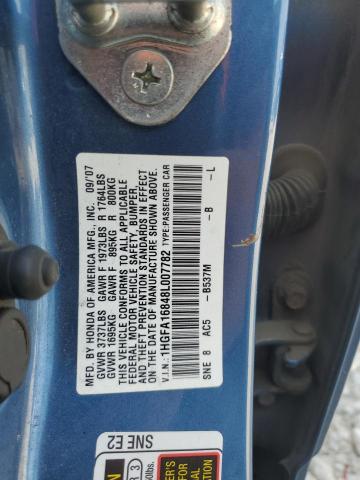 MFD. BY HONDA OF AMERICA MFG., INC. 09/'07
GVWR 3737LBS GAWR F 1973LBS R 1764LBS
GVWR 1695KG GAWR F 895KG R 800KG
THIS VEHICLE CONFORMS TO ALL APPLICABLE
FEDERAL MOTOR VEHICLE SAFETY, BUMPER,
AND THEFT PREVENTION STANDARDS IN EFFECT
ON THE DATE OF MANUFACTURE SHOWN ABOVE.
V.I.N.: 1HGFA16848L007782 TYPE:PASSENGER CAR
SNE 8 AC5 - B537M - B - L
SNE E2